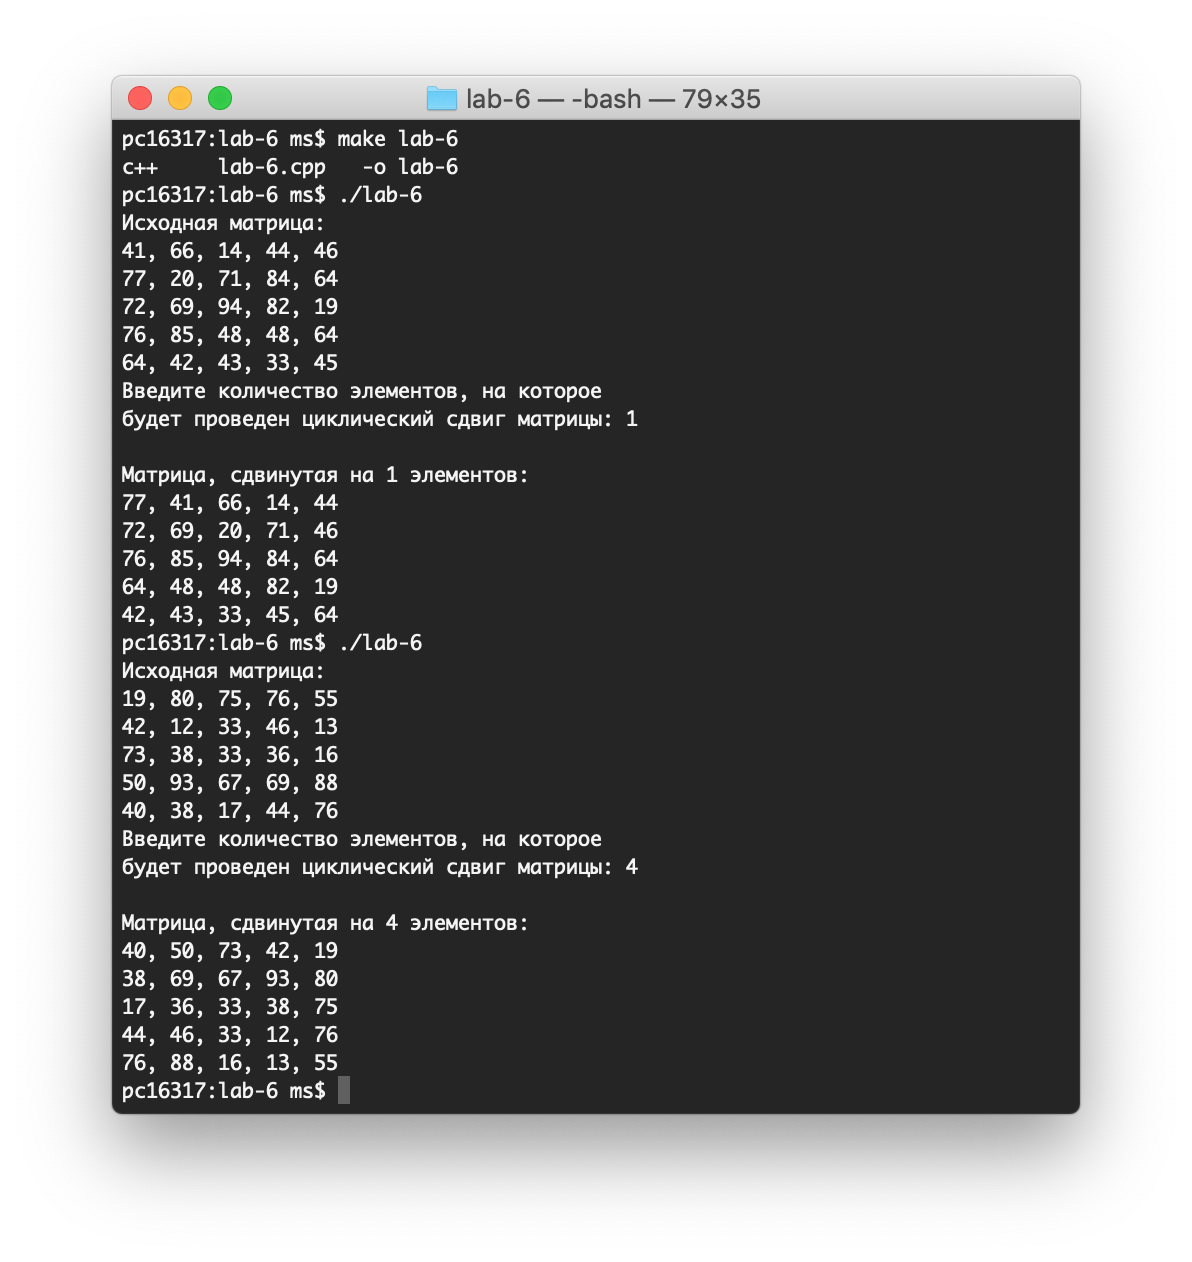 lab-6 — -bash — 79×35
pc16317:lab-6 ms$ make lab-6
c++     lab-6.cpp   -o lab-6
pc16317:lab-6 ms$ ./lab-6
Исходная матрица:
41, 66, 14, 44, 46
77, 20, 71, 84, 64
72, 69, 94, 82, 19
76, 85, 48, 48, 64
64, 42, 43, 33, 45
Введите количество элементов, на которое
будет проведен циклический сдвиг матрицы: 1

Матрица, сдвинутая на 1 элементов:
77, 41, 66, 14, 44
72, 69, 20, 71, 46
76, 85, 94, 84, 64
64, 48, 48, 82, 19
42, 43, 33, 45, 64
pc16317:lab-6 ms$ ./lab-6
Исходная матрица:
19, 80, 75, 76, 55
42, 12, 33, 46, 13
73, 38, 33, 36, 16
50, 93, 67, 69, 88
40, 38, 17, 44, 76
Введите количество элементов, на которое
будет проведен циклический сдвиг матрицы: 4

Матрица, сдвинутая на 4 элементов:
40, 50, 73, 42, 19
38, 69, 67, 93, 80
17, 36, 33, 38, 75
44, 46, 33, 12, 76
76, 88, 16, 13, 55
pc16317:lab-6 ms$